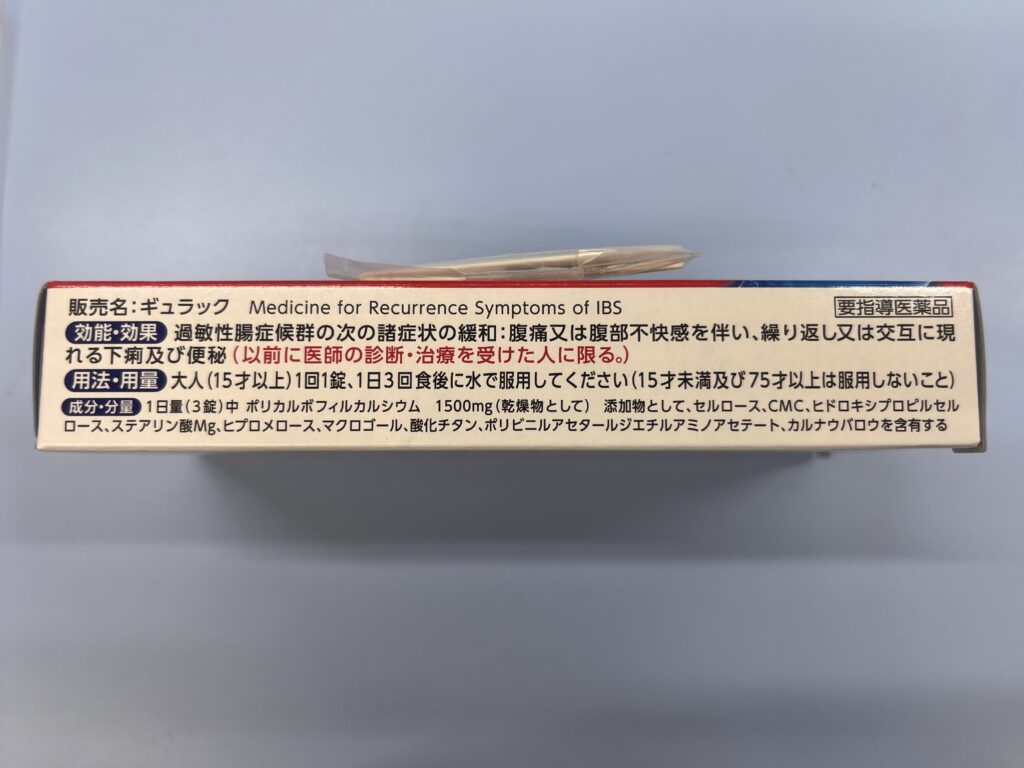 販売名:ギュラック Medicine for Recurrence Symptoms of IBS 要指導医薬品
効能・効果 過敏性腸症候群の次の諸症状の緩和:腹痛又は腹部不快感を伴い、繰り返し又は交互に現
れる下痢及び便秘(以前に医師の診断・治療を受けた人に限る。)
用法・用量 大人(15才以上)1回1錠、1日3回食後に水で服用してください(15才未満及び75才以上は服用しないこと)
成分・分量 1日量(3錠)中 ポリカルボフィルカルシウム 1500mg(乾燥物として) 添加物として、セルロース、CMC、ヒドロキシプロピルセル
ロース、ステアリン酸Mg、ヒプロメロース、マクロゴール、酸化チタン、ポリビニルアセタールジエチルアミノアセテート、カルナウバロウを含有する